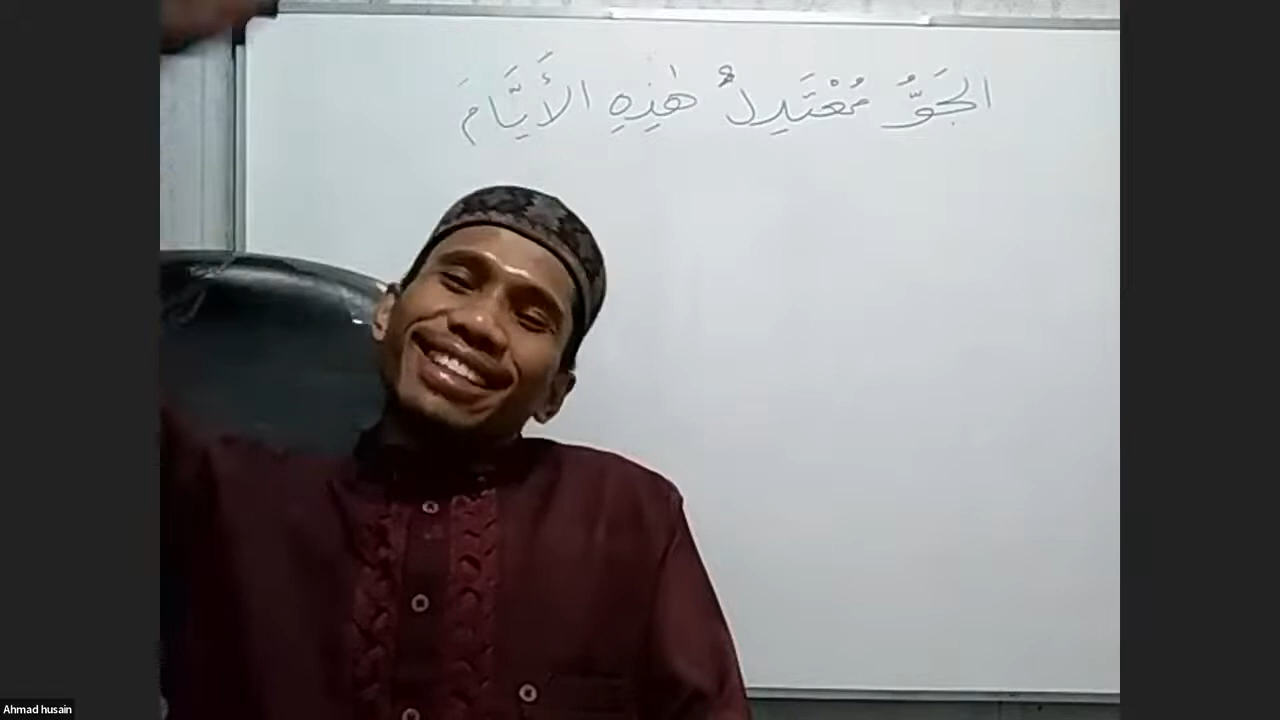 الجَوُّ مُعْتَدِلٌ هٰذِهِ الأَيَّامَ
Ahmad husain